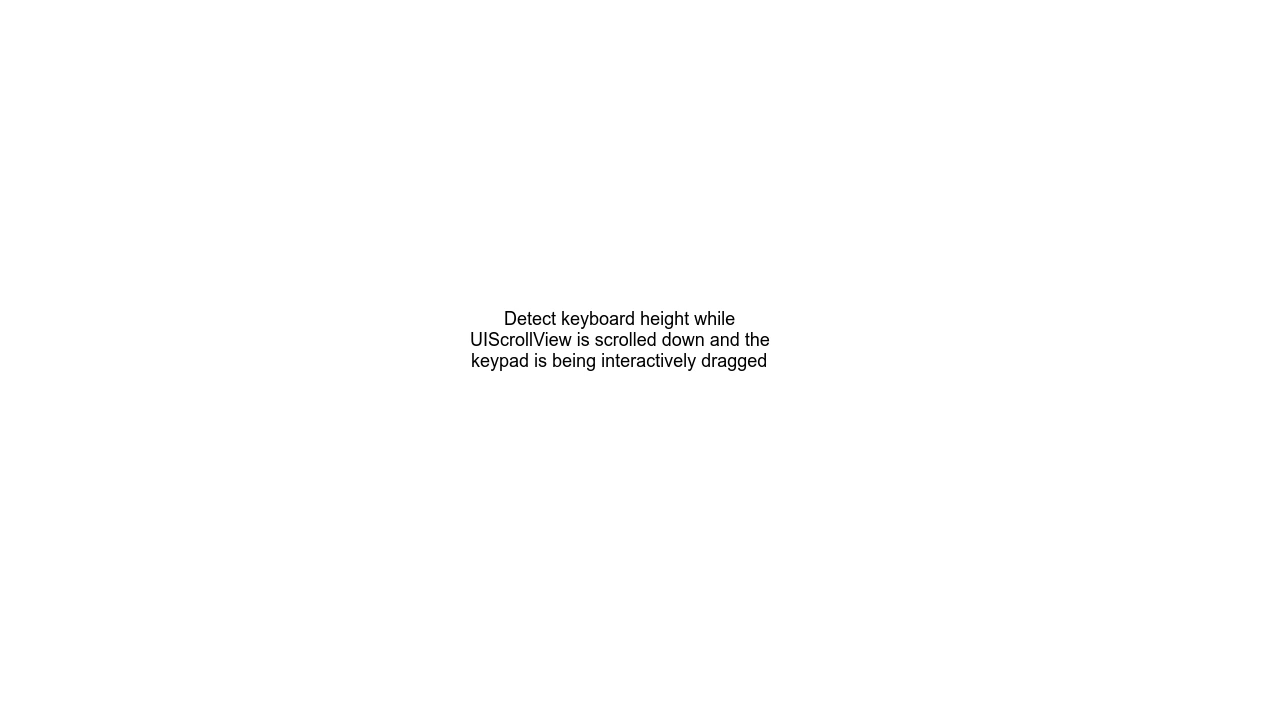 Detect keyboard height while
UIScrollView is scrolled down and the
keypad is being interactively dragged